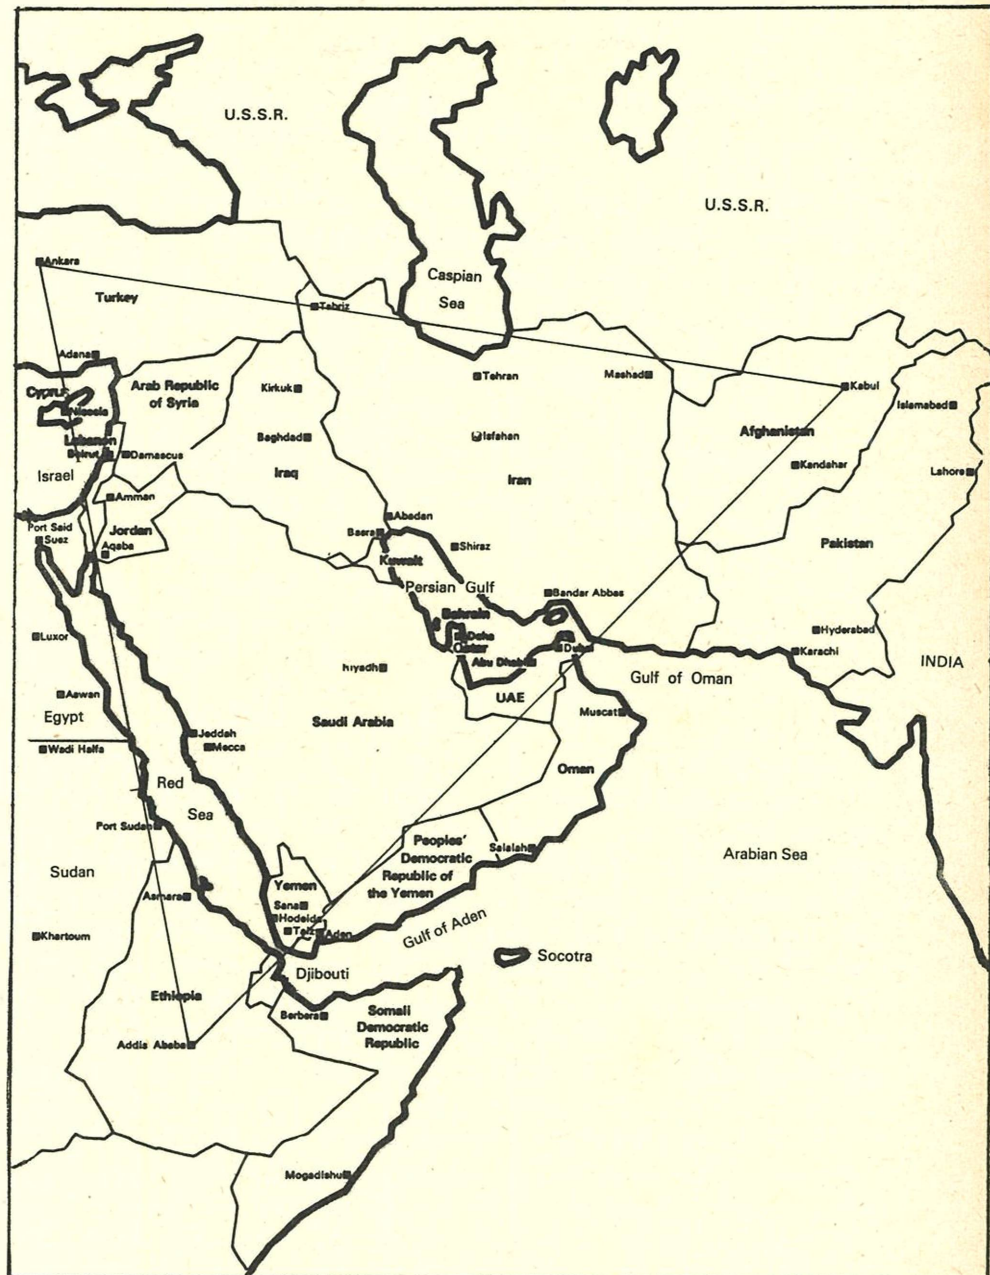 U.S.S.R.
U.S.S.R.
Caspian
Sea
Ankara
Turkey
Tabriz
Adana
Cyprus
Nicosia
Arab Republic
of Syria
Kirkuk
Tehran
Mashad
Kabul
Islamabad
Lebanon
Beirut
Damascus
Baghdad
Isfahan
Afghanistan
Israel
Iraq
Iran
Kandahar
Lahore
Amman
Port Said
Suez
Jordan
Aqaba
Abadan
Basra
Kuwait
Shiraz
Pakistan
Persian Gulf
Bandar Abbas
Luxor
Bahrain
Doha
Qatar
Abu Dhabi
Dubai
Hyderabad
Karachi
INDIA
Riyadh
Gulf of Oman
Aswan
UAE
Egypt
Saudi Arabia
Muscat
Jeddah
Mecca
Wadi Halfa
Oman
Red
Sea
Port Sudan
Peoples'
Democratic
Republic of
the Yemen
Salalah
Arabian Sea
Sudan
Yemen
Asmara
Sana
Hodeida
Taiz
Aden
Gulf of Aden
Khartoum
Socotra
Djibouti
Ethiopia
Berbera
Somali
Democratic
Republic
Addis Ababa
Mogadishu